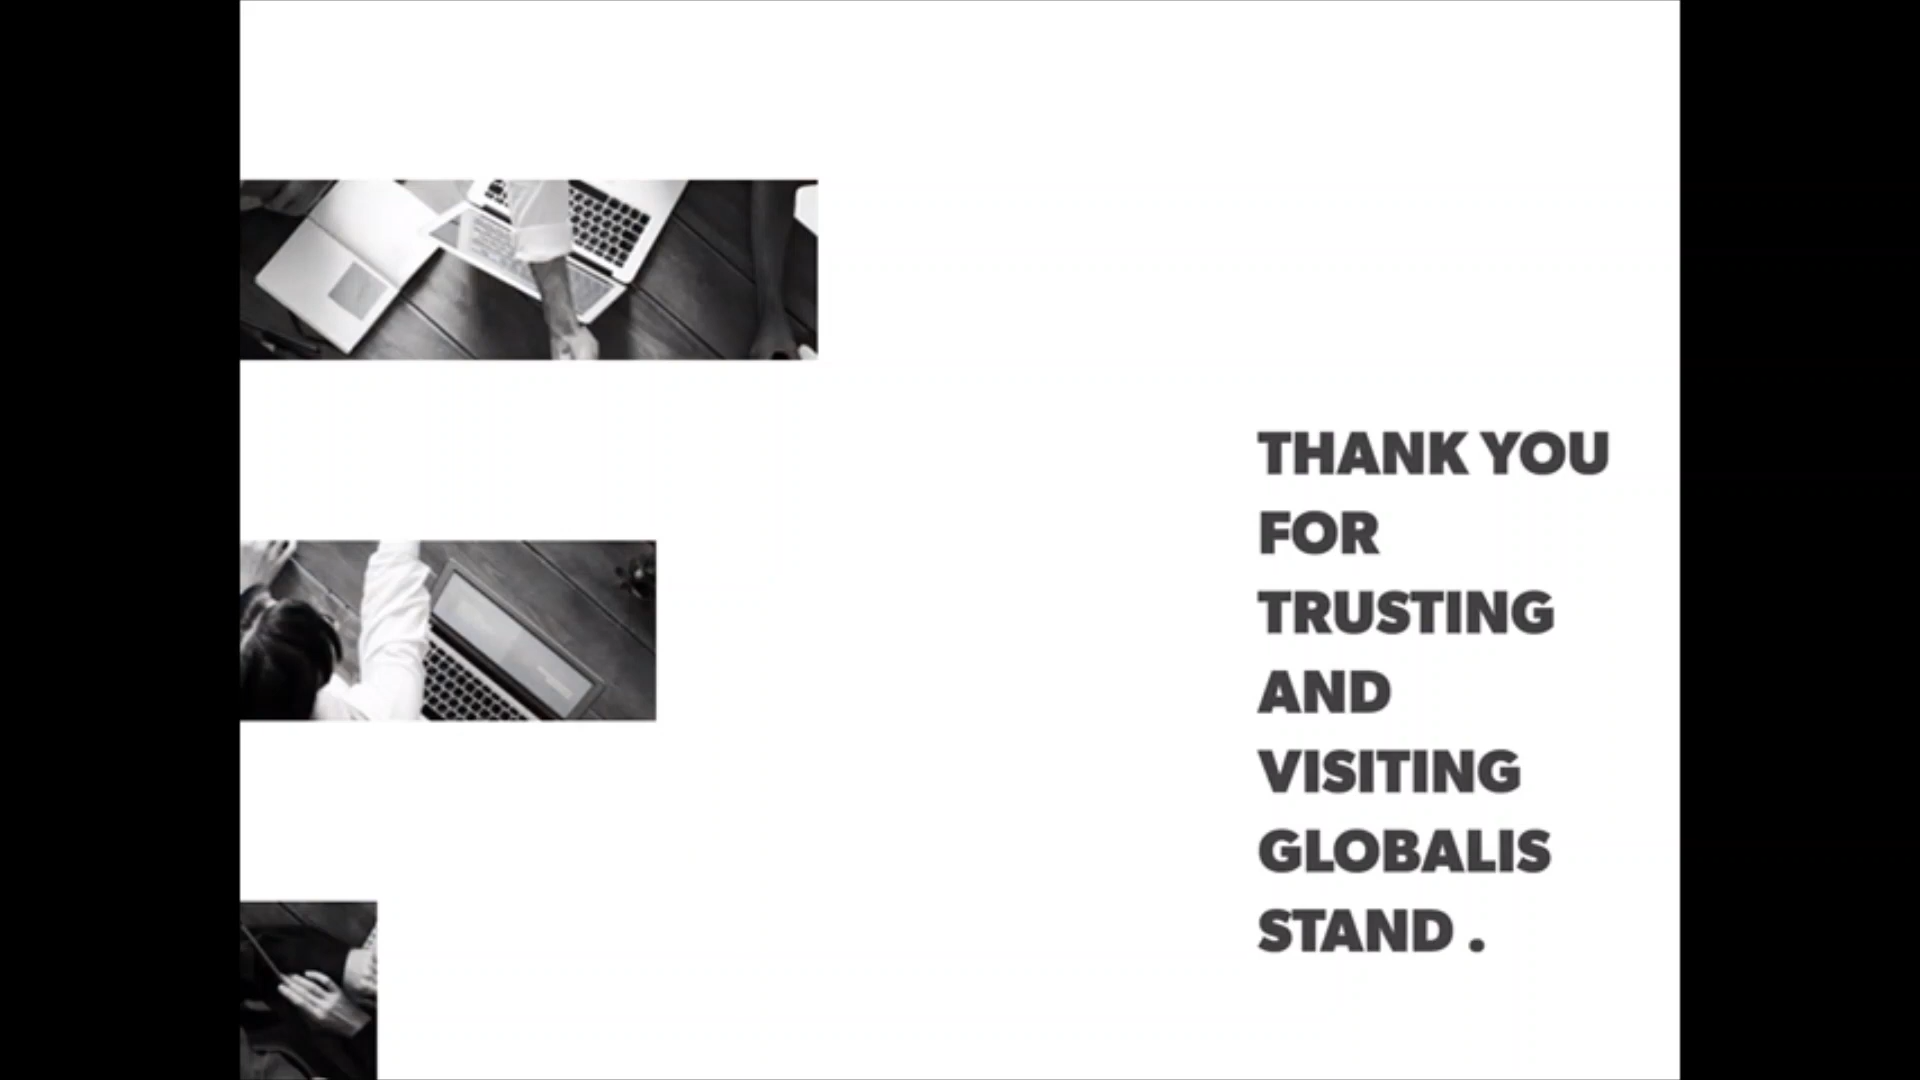 THANK YOU
FOR
TRUSTING
AND
VISITING
GLOBALIS
STAND .